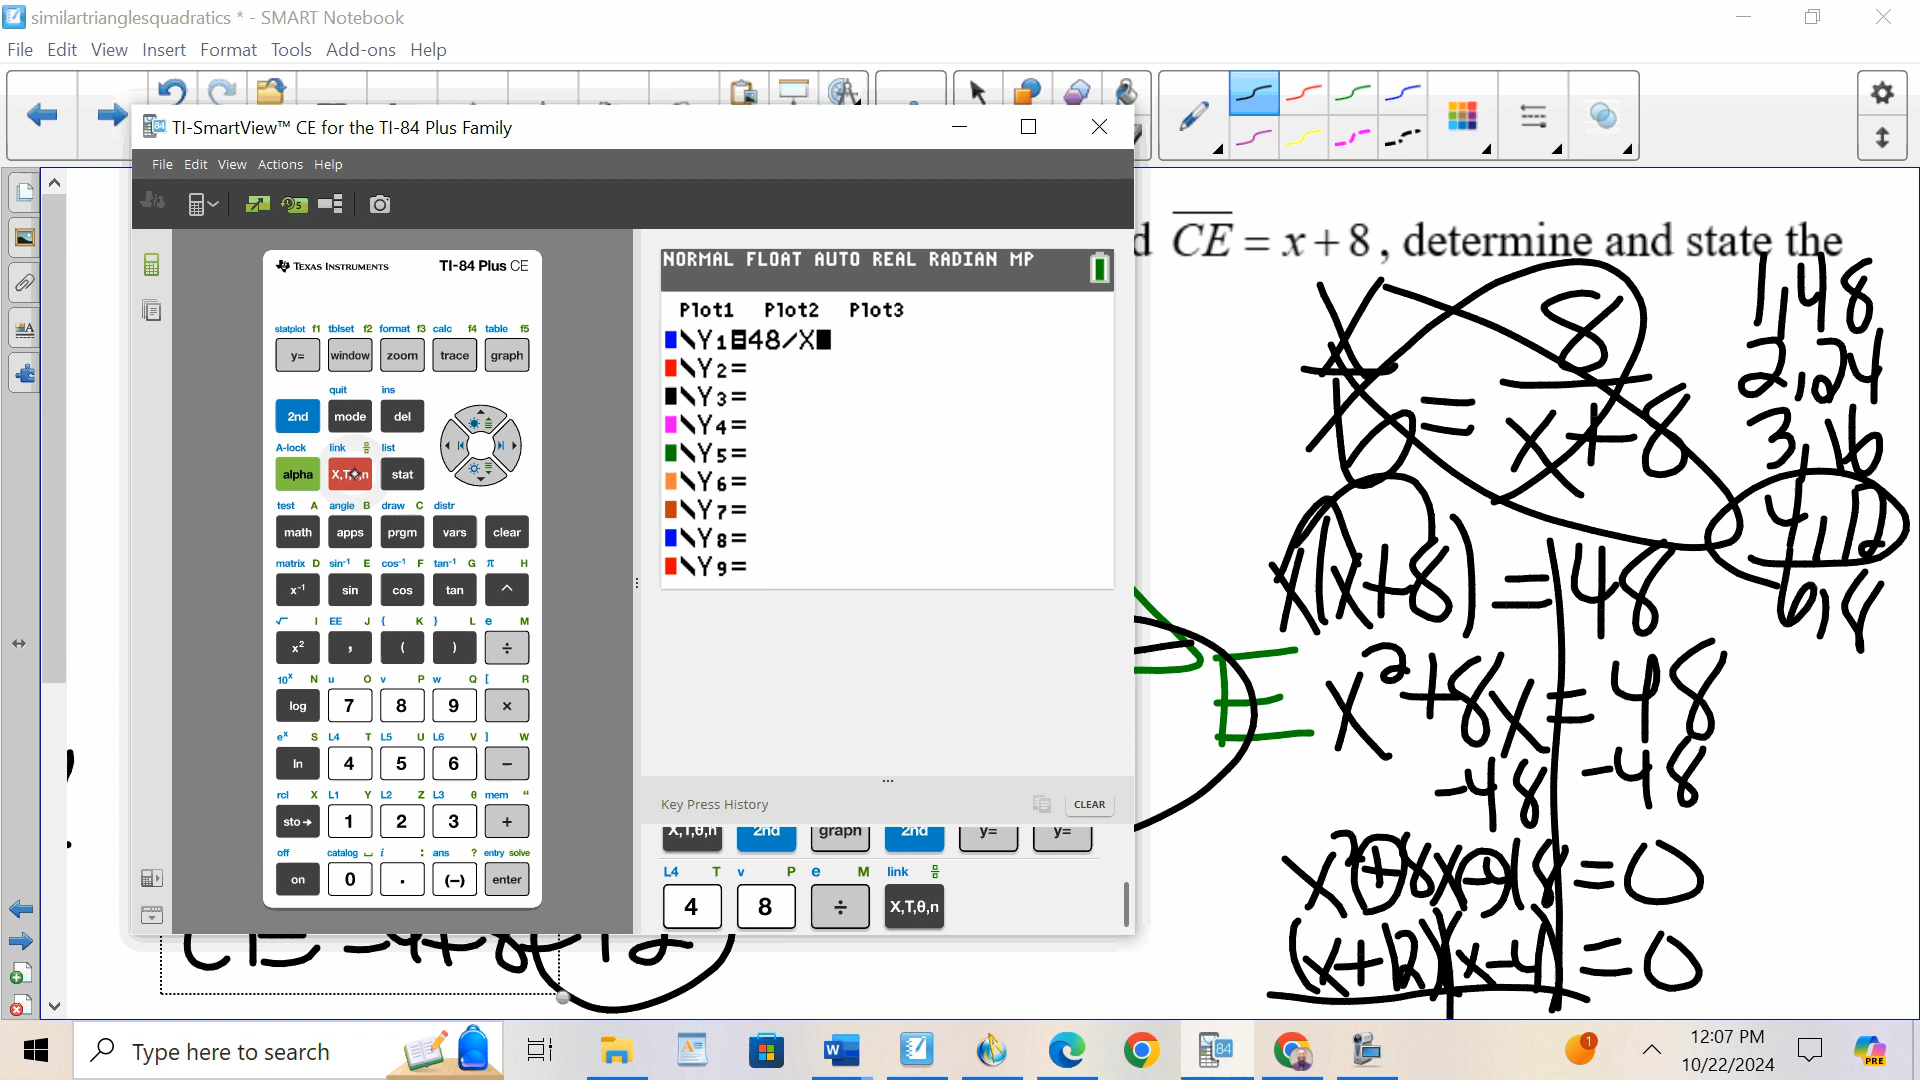 similartrianglesquadratics * - SMART Notebook
File Edit View Insert Format Tools Add-ons Help
TI-SmartView™ CE for the TI-84 Plus Family
File Edit View Actions Help
TEXAS INSTRUMENTS TI-84 Plus CE
statplot f1 tblset f2 format f3 calc f4 table f5
y= window zoom trace graph
quit ins
2nd mode del
A-lock link list
alpha X,T,θ,n stat
test A angle B draw C distr
math apps prgm vars clear
matrix D sin⁻¹ E cos⁻¹ F tan⁻¹ G π H
x⁻¹ sin cos tan ^
√ I EE J { K } L e M
x² , ( ) ÷
10ˣ N u O v P w Q [ R
log 7 8 9 ×
eˣ S L4 T L5 U L6 V ] W
ln 4 5 6 −
rcl X L1 Y L2 Z L3 θ mem "
sto→ 1 2 3 +
off catalog i : ans ? entry solve
on 0 . (−) enter
NORMAL FLOAT AUTO REAL RADIAN MP
Plot1 Plot2 Plot3
\Y1=48/X
\Y2=
\Y3=
\Y4=
\Y5=
\Y6=
\Y7=
\Y8=
\Y9=
Key Press History CLEAR
X,T,θ,n 2nd graph 2nd y= y=
L4 T v P e M link
4 8 ÷ X,T,θ,n
d CE = x + 8 , determine and state the
x/6 = 8/x+8
1,48
2,24
3,16
4,12
6,8
x(x+8) = 48
E
x²+8x = 48
-48 -48
x²+8x-48 = 0
(x+12)(x-4) = 0
CE = 4+8=12
Type here to search
84
1
12:07 PM
10/22/2024
PRE